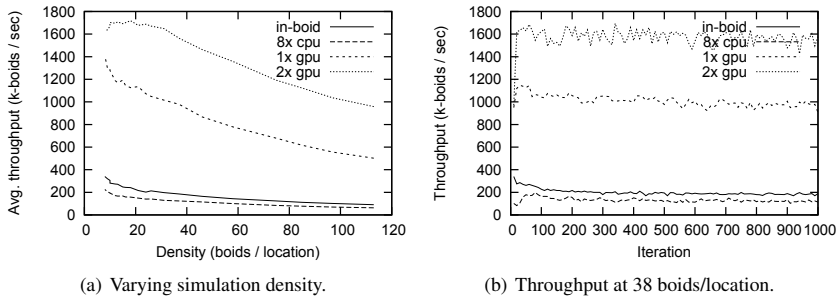 Avg. throughput (k-boids / sec)
1800
1600
1400
1200
1000
800
600
400
200
0
0 20 40 60 80 100 120
Density (boids / location)
in-boid
8x cpu
1x gpu
2x gpu
(a) Varying simulation density.
Throughput (k-boids / sec)
1800
1600
1400
1200
1000
800
600
400
200
0
0 100 200 300 400 500 600 700 800 900 1000
Iteration
in-boid
8x cpu
1x gpu
2x gpu
(b) Throughput at 38 boids/location.